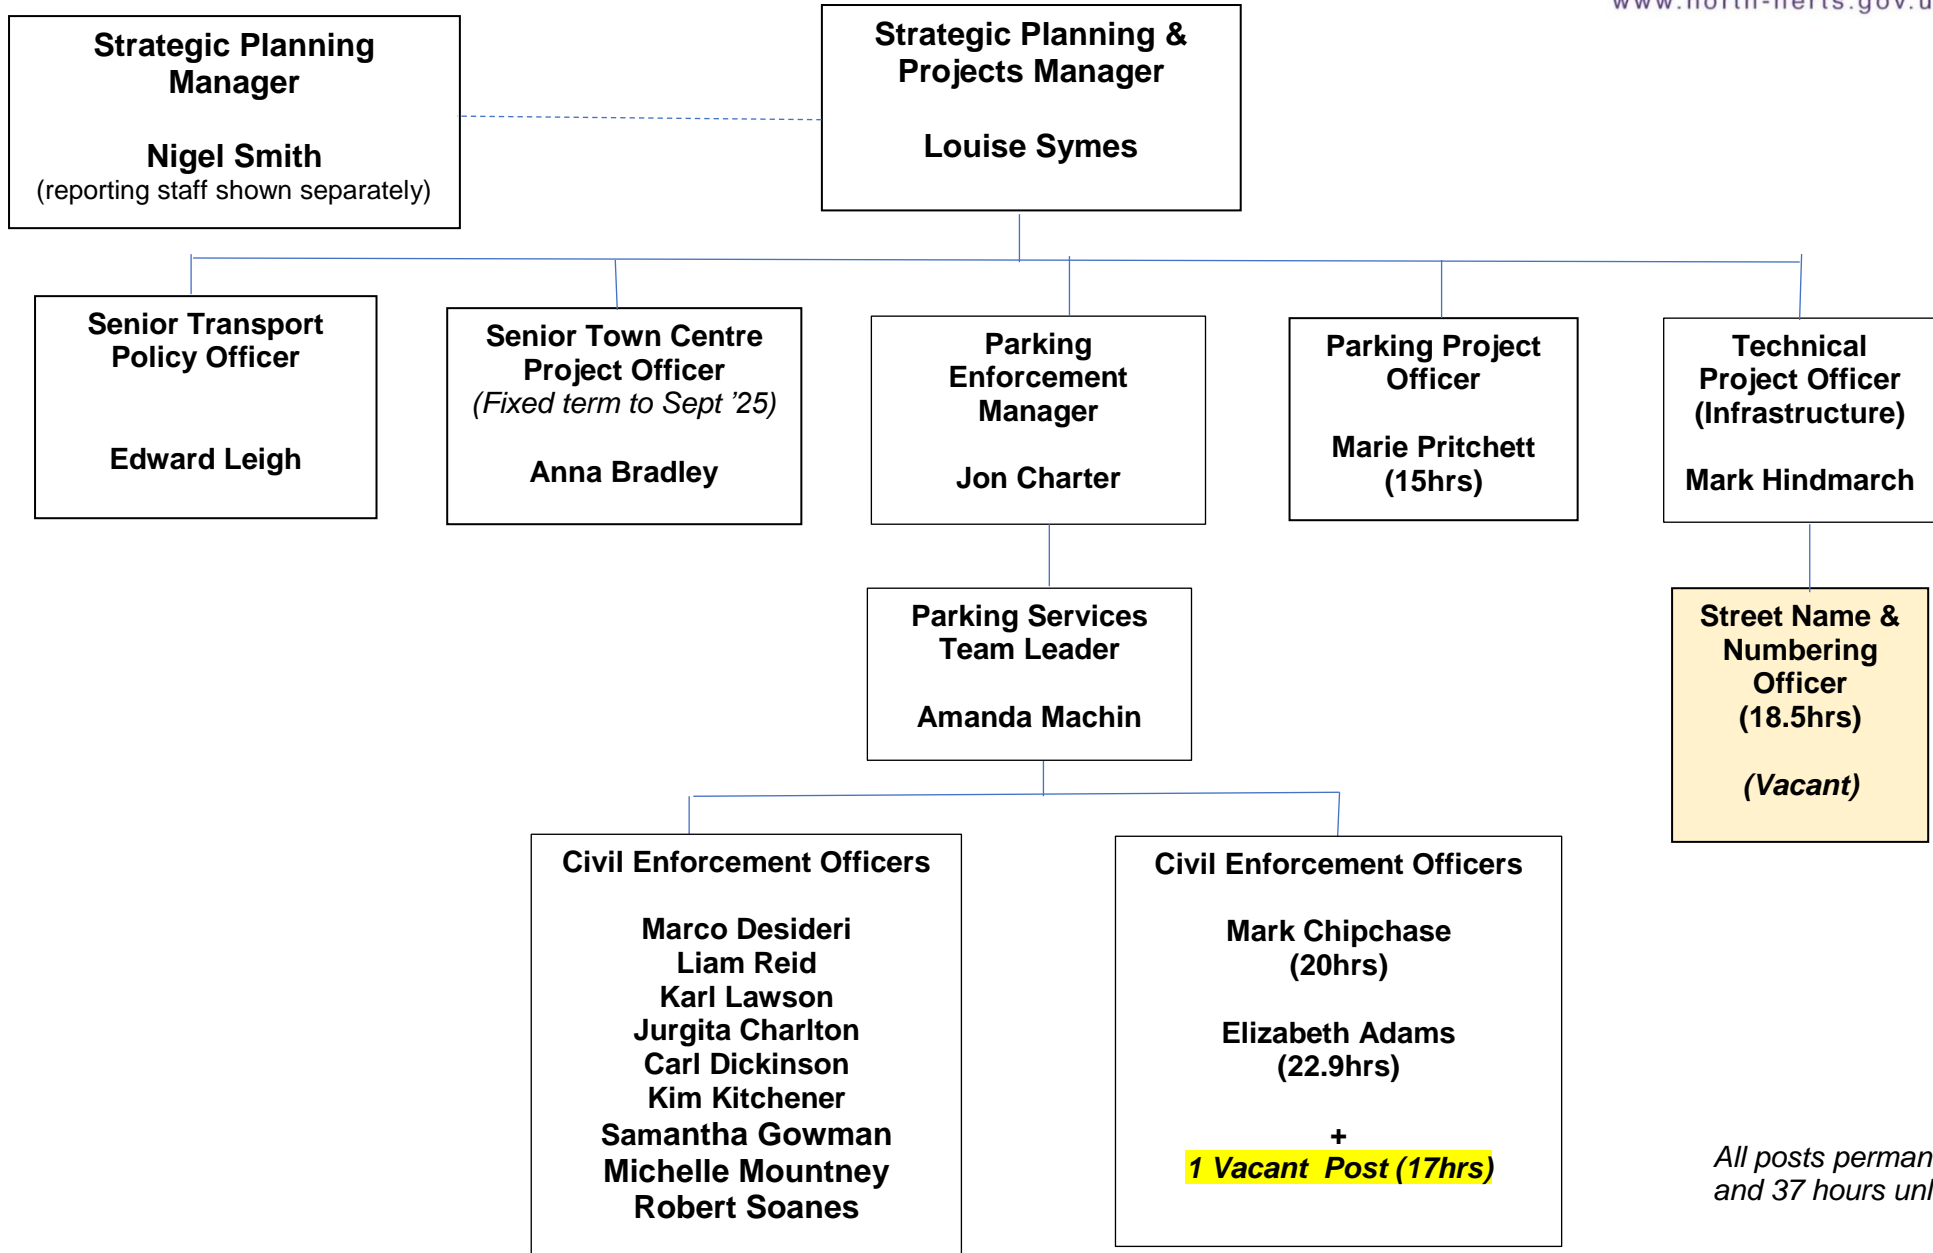 www.north-herts.gov.u
Strategic Planning
Manager
Nigel Smith
(reporting staff shown separately)
Strategic Planning &
Projects Manager
Louise Symes
Senior Transport
Policy Officer
Edward Leigh
Senior Town Centre
Project Officer
(Fixed term to Sept ’25)
Anna Bradley
Parking
Enforcement
Manager
Jon Charter
Parking Project
Officer
Marie Pritchett
(15hrs)
Technical
Project Officer
(Infrastructure)
Mark Hindmarch
Parking Services
Team Leader
Amanda Machin
Street Name &
Numbering
Officer
(18.5hrs)
(Vacant)
Civil Enforcement Officers
Marco Desideri
Liam Reid
Karl Lawson
Jurgita Charlton
Carl Dickinson
Kim Kitchener
Samantha Gowman
Michelle Mountney
Robert Soanes
Civil Enforcement Officers
Mark Chipchase
(20hrs)
Elizabeth Adams
(22.9hrs)
+
1 Vacant Post (17hrs)
All posts perman
and 37 hours unl